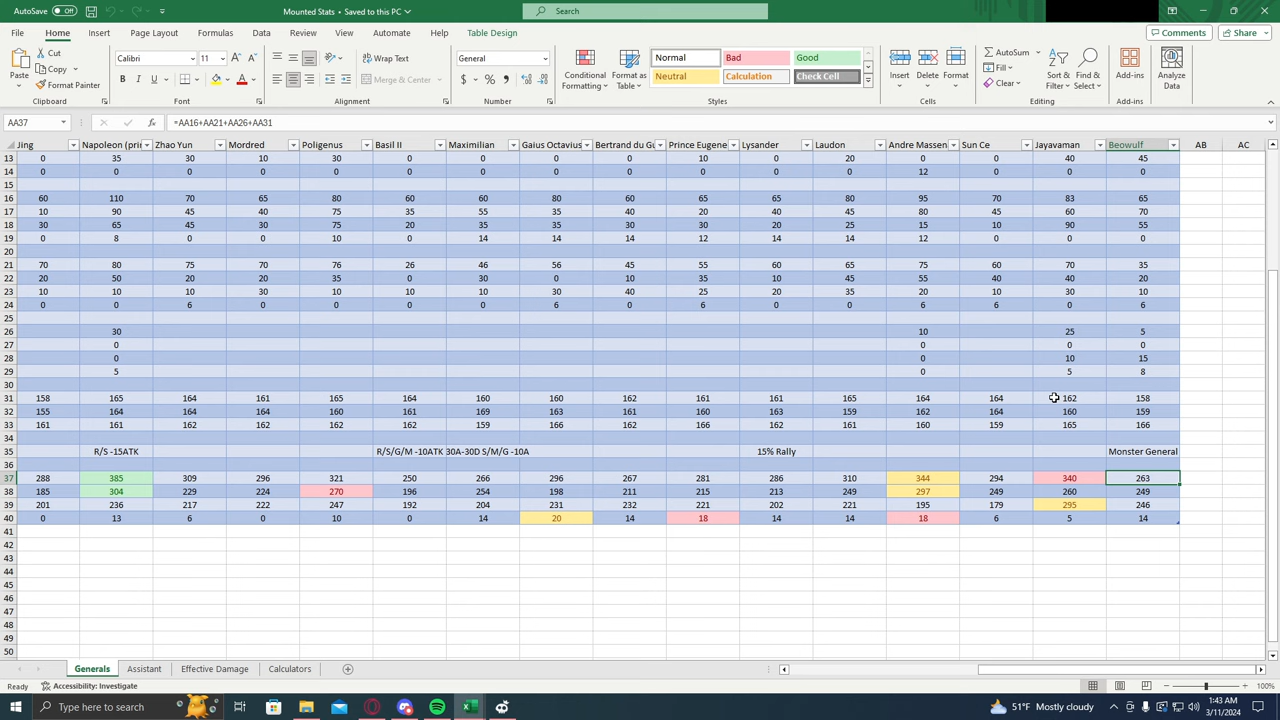 AutoSave Off Mounted Stats • Saved to this PC Search
File Home Insert Page Layout Formulas Data Review View Automate Help Table Design Comments Share
Paste Cut Copy Format Painter Calibri 11 Wrap Text Merge & Center General Conditional Formatting Format as Table Normal Bad Good Neutral Calculation Check Cell Insert Delete Format AutoSum Fill Clear Sort & Filter Find & Select Add-ins Analyze Data
Clipboard Font Alignment Number Styles Cells Editing Add-ins
AA37 fx =AA16+AA21+AA26+AA31
Jing Napoleon (pri Zhao Yun Mordred Poligenus Basil II Maximilian Gaius Octavius Bertrand du Gu Prince Eugene Lysander Laudon Andre Massen Sun Ce Jayavaman Beowulf AB AC
13 0 35 30 10 30 0 0 0 0 10 0 20 0 0 40 45
14 0 0 0 0 0 0 0 0 0 0 0 0 12 0 0 0
15
16 60 110 70 65 80 60 60 80 60 65 65 80 95 70 83 65
17 10 90 45 40 75 35 55 35 40 20 40 45 80 45 60 70
18 30 65 45 30 75 20 35 35 30 30 20 25 15 10 90 55
19 0 8 0 0 10 0 14 14 14 12 14 14 12 0 0 0
20
21 70 80 75 70 76 26 46 56 45 55 60 65 75 60 70 35
22 20 50 20 20 35 0 30 0 10 35 10 45 55 40 40 20
23 10 10 10 30 10 10 10 30 40 25 20 35 20 10 30 10
24 0 0 6 0 0 0 0 6 0 6 0 0 6 6 0 6
25
26 30 10 25 5
27 0 0 0 0
28 0 0 10 15
29 5 0 5 8
30
31 158 165 164 161 165 164 160 160 162 161 161 165 164 164 162 158
32 155 164 164 164 160 161 169 163 161 160 163 159 162 164 160 159
33 161 161 162 162 162 162 159 166 162 161 162 161 160 159 165 166
34
35 R/S -15ATK R/S/G/M -10ATK 30A-30D S/M/G -10A 15% Rally Monster General
36
37 288 385 309 296 321 250 266 296 267 281 286 310 344 294 340 263
38 185 304 229 224 270 196 254 198 211 215 213 249 297 249 260 249
39 201 236 217 222 247 192 204 231 232 221 202 221 195 179 295 246
40 0 13 6 0 10 0 14 20 14 18 14 14 18 6 5 14
41
42
43
44
45
46
47
48
49
50
Generals Assistant Effective Damage Calculators
Ready Accessibility: Investigate 100%
Type here to search 51°F Mostly cloudy 1:43 AM
3/11/2024